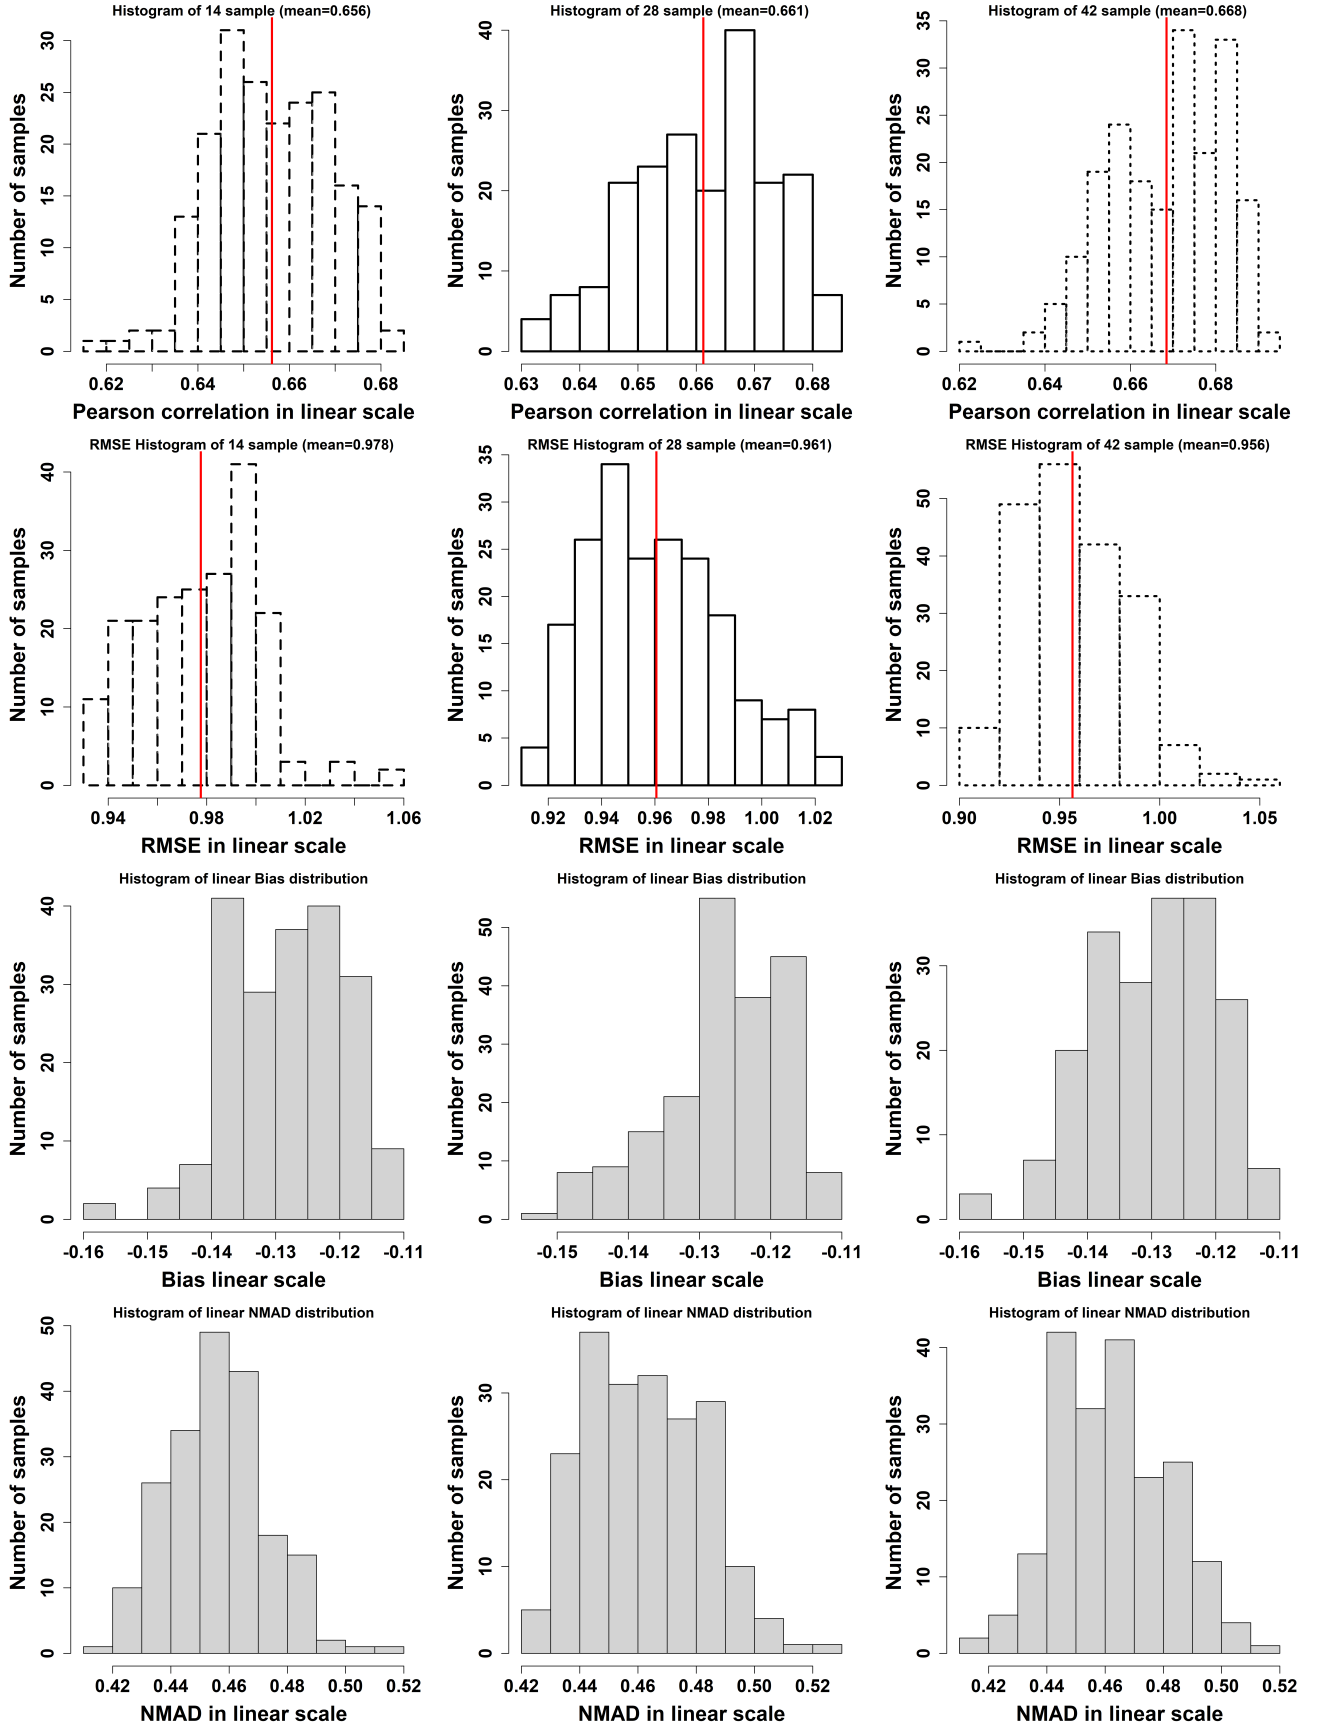 Histogram of 14 sample (mean=0.656)
Number of samples
0 5 10 15 20 25 30
0.62 0.64 0.66 0.68
Pearson correlation in linear scale
Histogram of 28 sample (mean=0.661)
Number of samples
0 10 20 30 40
0.63 0.64 0.65 0.66 0.67 0.68
Pearson correlation in linear scale
Histogram of 42 sample (mean=0.668)
Number of samples
0 5 10 15 20 30 35
0.62 0.64 0.66 0.68
Pearson correlation in linear scale
RMSE Histogram of 14 sample (mean=0.978)
Number of samples
0 10 20 30 40
0.94 0.98 1.02 1.06
RMSE in linear scale
RMSE Histogram of 28 sample (mean=0.961)
Number of samples
0 5 10 15 20 25 30 35
0.92 0.94 0.96 0.98 1.00 1.02
RMSE in linear scale
RMSE Histogram of 42 sample (mean=0.956)
Number of samples
0 10 20 30 40 50
0.90 0.95 1.00 1.05
RMSE in linear scale
Histogram of linear Bias distribution
Number of samples
0 10 20 30 40
-0.16 -0.15 -0.14 -0.13 -0.12 -0.11
Bias linear scale
Histogram of linear Bias distribution
Number of samples
0 10 20 30 40 50
-0.15 -0.14 -0.13 -0.12 -0.11
Bias linear scale
Histogram of linear Bias distribution
Number of samples
0 10 20 30
-0.16 -0.15 -0.14 -0.13 -0.12 -0.11
Bias linear scale
Histogram of linear NMAD distribution
Number of samples
0 10 20 30 40 50
0.42 0.44 0.46 0.48 0.50 0.52
NMAD in linear scale
Histogram of linear NMAD distribution
Number of samples
0 10 20 30
0.42 0.44 0.46 0.48 0.50 0.52
NMAD in linear scale
Histogram of linear NMAD distribution
Number of samples
0 10 20 30 40
0.42 0.44 0.46 0.48 0.50 0.52
NMAD in linear scale